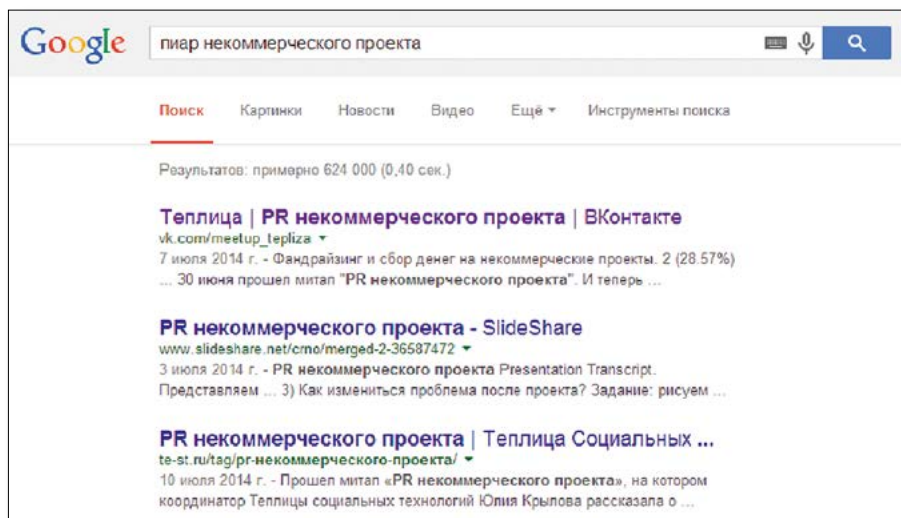 Google
пиар некоммерческого проекта
Поиск Картинки Новости Видео Ещё Инструменты поиска
Результатов: примерно 624 000 (0,40 сек.)
Теплица | PR некоммерческого проекта | ВКонтакте
vk.com/meetup_tepliza
7 июля 2014 г. - Фандрайзинг и сбор денег на некоммерческие проекты. 2 (28.57%)
... 30 июня прошел митап "PR некоммерческого проекта". И теперь ...
PR некоммерческого проекта - SlideShare
www.slideshare.net/crno/merged-2-36587472
3 июля 2014 г. - PR некоммерческого проекта Presentation Transcript.
Представляем ... 3) Как измениться проблема после проекта? Задание: рисуем ...
PR некоммерческого проекта | Теплица Социальных ...
te-st.ru/tag/pr-некоммерческого-проекта/
10 июля 2014 г. - Прошел митап «PR некоммерческого проекта», на котором
координатор Теплицы социальных технологий Юлия Крылова рассказала о ...